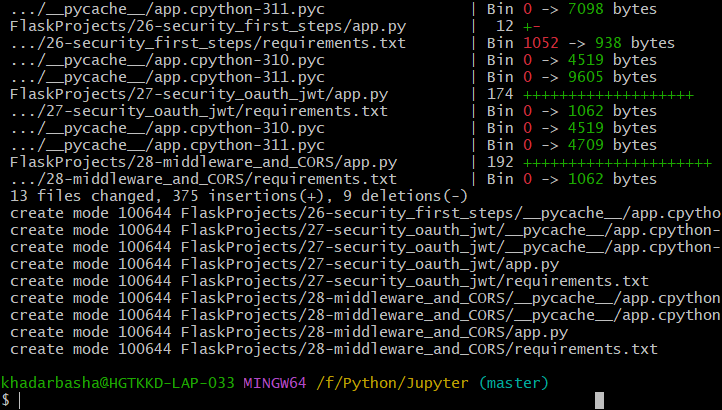 .../__pycache__/app.cpython-311.pyc | Bin 0 -> 7098 bytes
FlaskProjects/26-security_first_steps/app.py | 12 +-
.../26-security_first_steps/requirements.txt | Bin 1052 -> 938 bytes
.../__pycache__/app.cpython-310.pyc | Bin 0 -> 4519 bytes
.../__pycache__/app.cpython-311.pyc | Bin 0 -> 9605 bytes
FlaskProjects/27-security_oauth_jwt/app.py | 174 +++++++++++++++++++
.../27-security_oauth_jwt/requirements.txt | Bin 0 -> 1062 bytes
.../__pycache__/app.cpython-310.pyc | Bin 0 -> 4519 bytes
.../__pycache__/app.cpython-311.pyc | Bin 0 -> 4709 bytes
FlaskProjects/28-middleware_and_CORS/app.py | 192 +++++++++++++++++++++
.../28-middleware_and_CORS/requirements.txt | Bin 0 -> 1062 bytes
13 files changed, 375 insertions(+), 9 deletions(-)
create mode 100644 FlaskProjects/26-security_first_steps/__pycache__/app.cpytho
create mode 100644 FlaskProjects/27-security_oauth_jwt/__pycache__/app.cpython-
create mode 100644 FlaskProjects/27-security_oauth_jwt/__pycache__/app.cpython-
create mode 100644 FlaskProjects/27-security_oauth_jwt/app.py
create mode 100644 FlaskProjects/27-security_oauth_jwt/requirements.txt
create mode 100644 FlaskProjects/28-middleware_and_CORS/__pycache__/app.cpython
create mode 100644 FlaskProjects/28-middleware_and_CORS/__pycache__/app.cpython
create mode 100644 FlaskProjects/28-middleware_and_CORS/app.py
create mode 100644 FlaskProjects/28-middleware_and_CORS/requirements.txt
khadarbasha@HGTKKD-LAP-033 MINGW64 /f/Python/Jupyter (master)
$